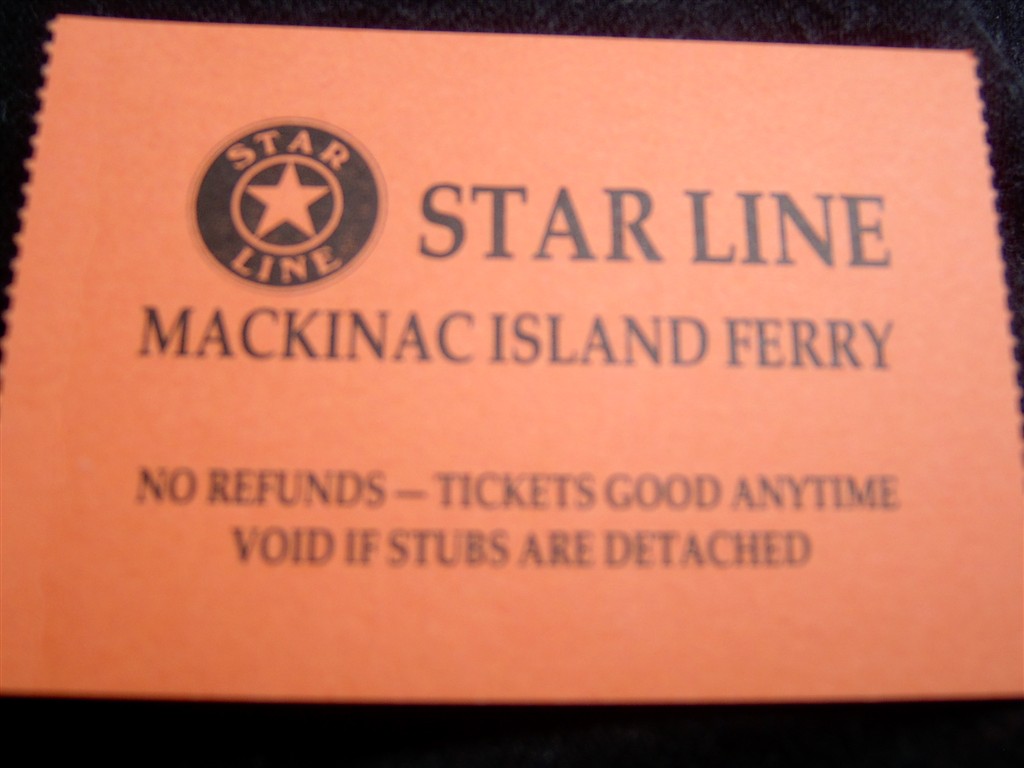 STAR
LINE
STAR LINE
MACKINAC ISLAND FERRY
NO REFUNDS — TICKETS GOOD ANYTIME
VOID IF STUBS ARE DETACHED